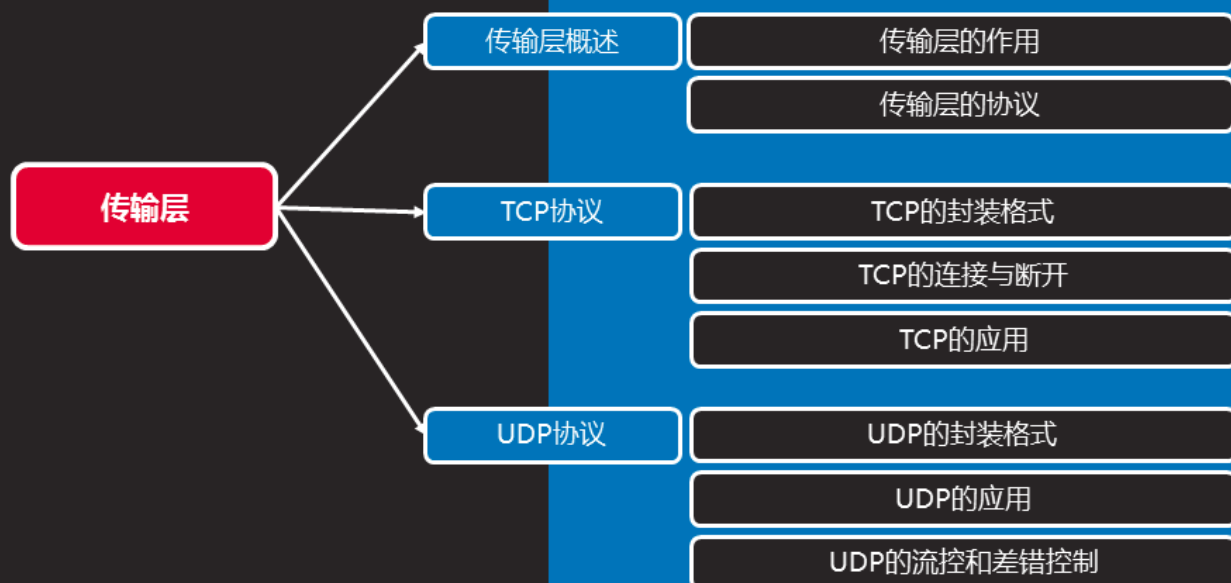 传输层
传输层概述
传输层的作用
传输层的协议
TCP协议
TCP的封装格式
TCP的连接与断开
TCP的应用
UDP协议
UDP的封装格式
UDP的应用
UDP的流控和差错控制